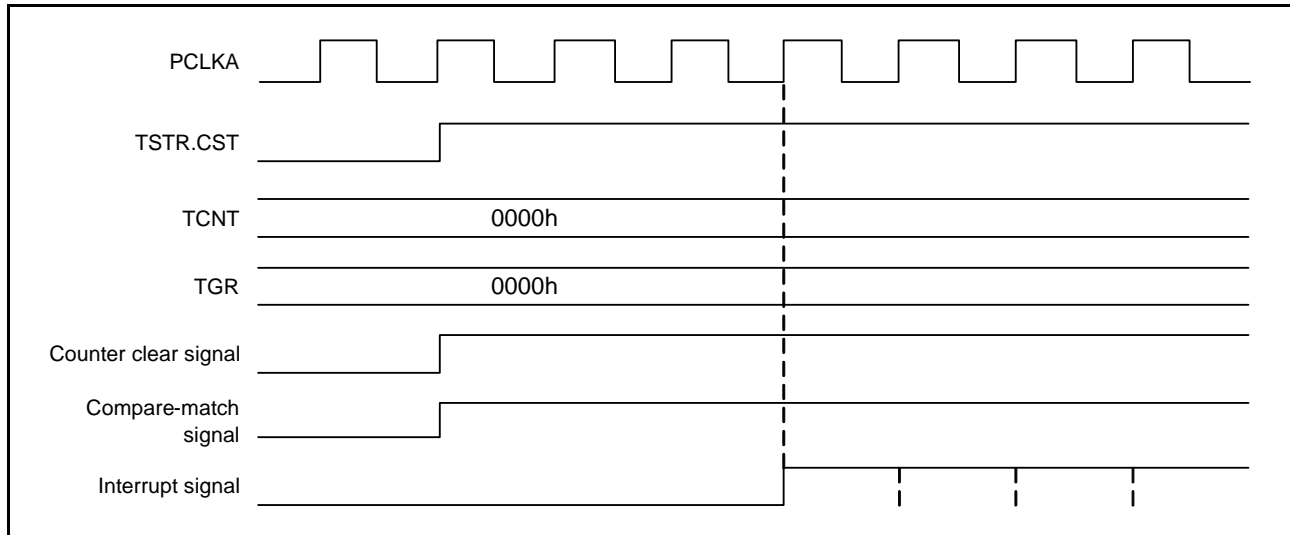 PCLKA
TSTR.CST
TCNT
0000h
TGR
0000h
Counter clear signal
Compare-match
signal
Interrupt signal